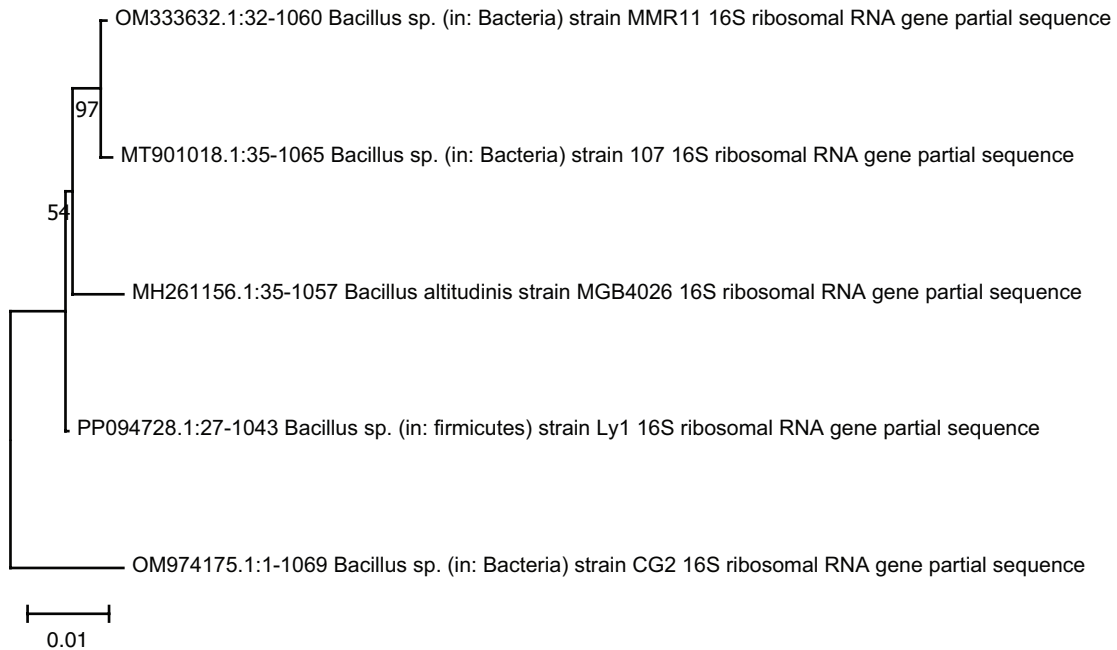 OM333632.1:32-1060 Bacillus sp. (in: Bacteria) strain MMR11 16S ribosomal RNA gene partial sequence
97
MT901018.1:35-1065 Bacillus sp. (in: Bacteria) strain 107 16S ribosomal RNA gene partial sequence
54
MH261156.1:35-1057 Bacillus altitudinis strain MGB4026 16S ribosomal RNA gene partial sequence
PP094728.1:27-1043 Bacillus sp. (in: firmicutes) strain Ly1 16S ribosomal RNA gene partial sequence
OM974175.1:1-1069 Bacillus sp. (in: Bacteria) strain CG2 16S ribosomal RNA gene partial sequence
0.01